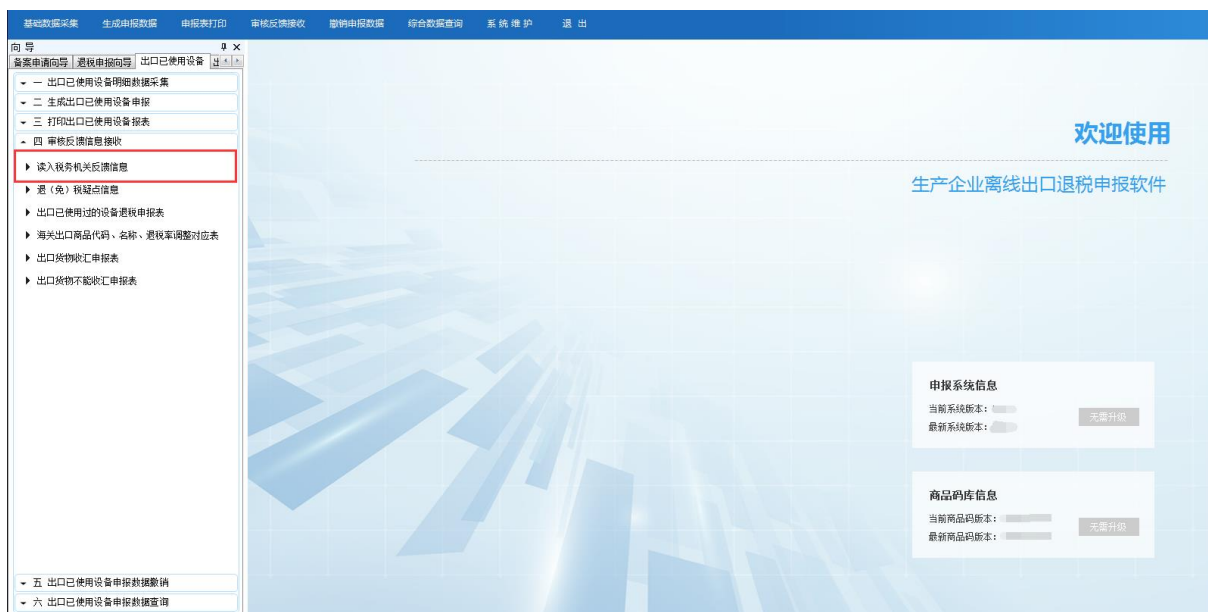 基础数据采集 生成申报数据 申报表打印 审核反馈接收 撤销申报数据 综合数据查询 系统维护 退出
向导
备案申请向导 退税申报向导 出口已使用设备
一 出口已使用设备明细数据采集
二 生成出口已使用设备申报
三 打印出口已使用设备报表
四 审核反馈信息接收
读入税务机关反馈信息
退（免）税疑点信息
出口已使用过的设备退税申报表
海关出口商品代码、名称、退税率调整对应表
出口货物收汇申报表
出口货物不能收汇申报表
五 出口已使用设备申报数据撤销
六 出口已使用设备申报数据查询
欢迎使用
生产企业离线出口退税申报软件
申报系统信息
当前系统版本：
最新系统版本：
无需升级
商品码库信息
当前商品码版本：
最新商品码版本：
无需升级